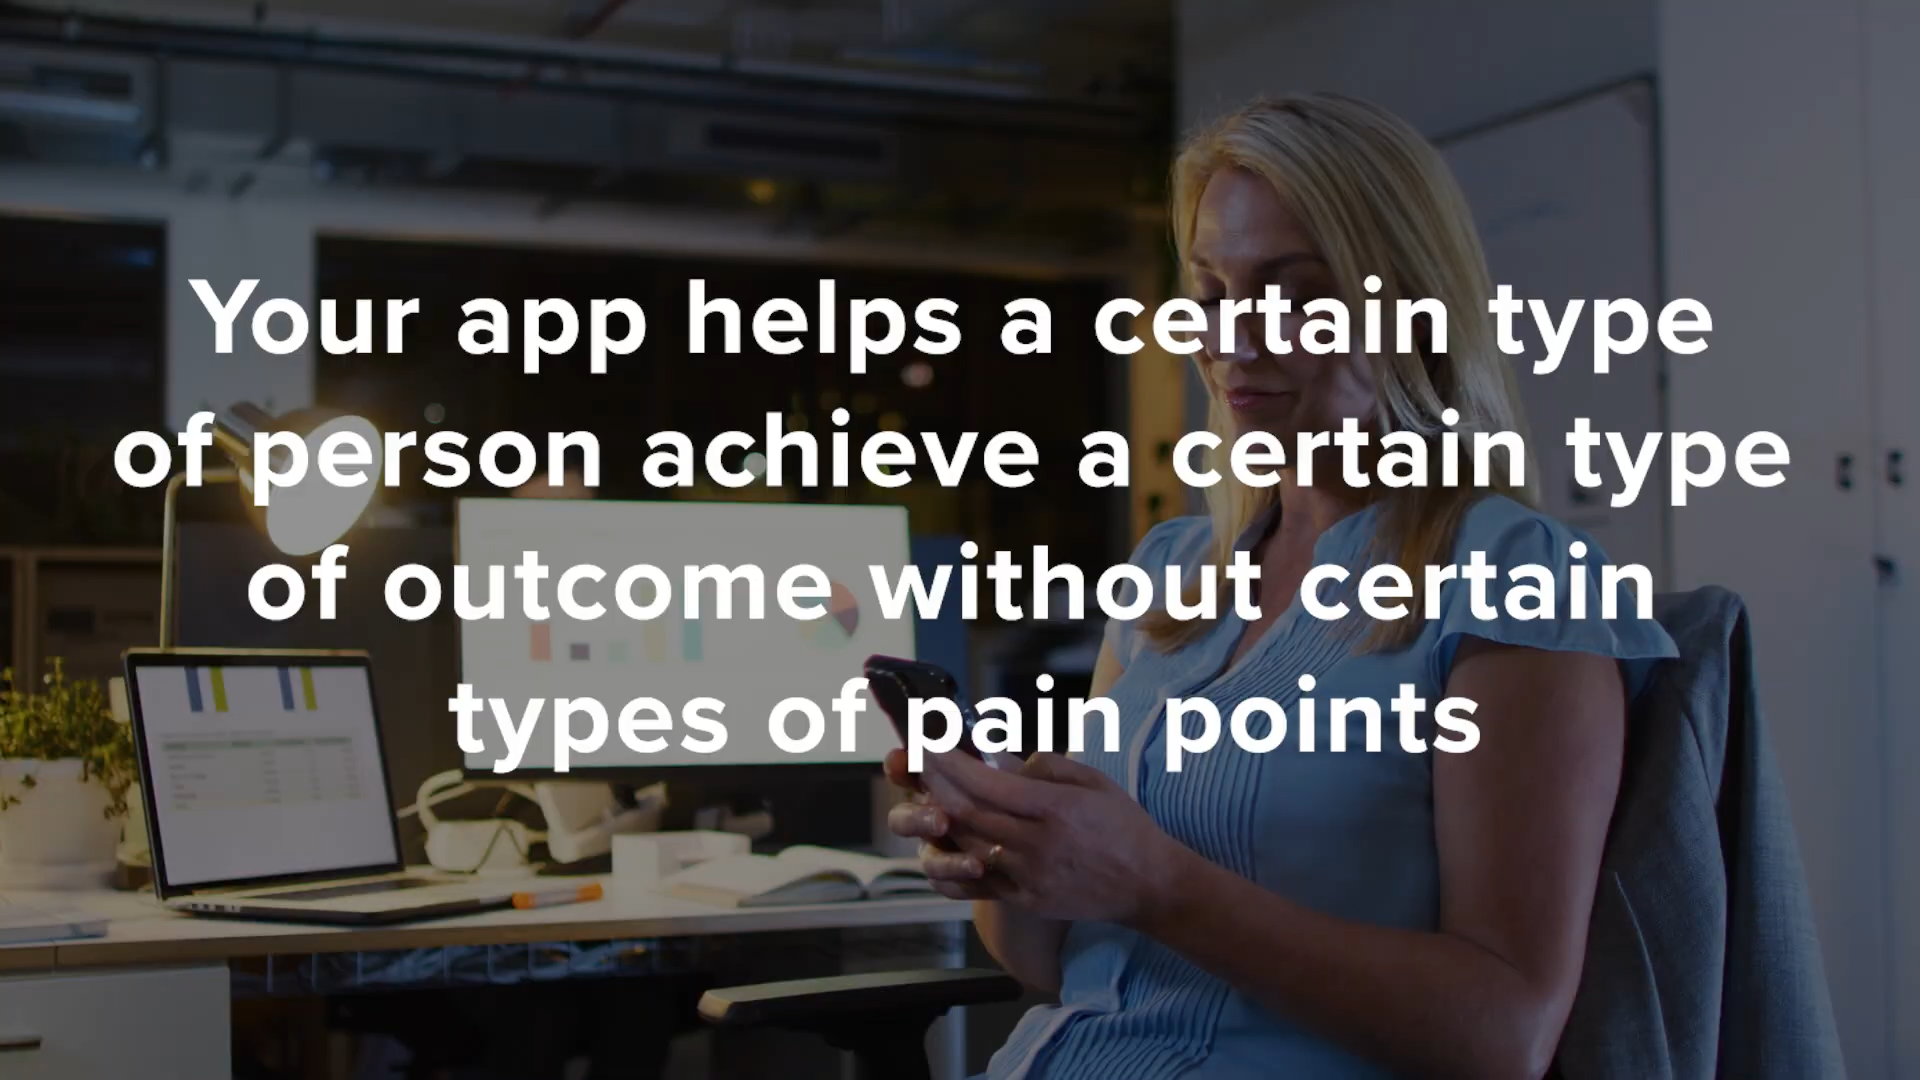 Your app helps a certain type
of person achieve a certain type
of outcome without certain
types of pain points